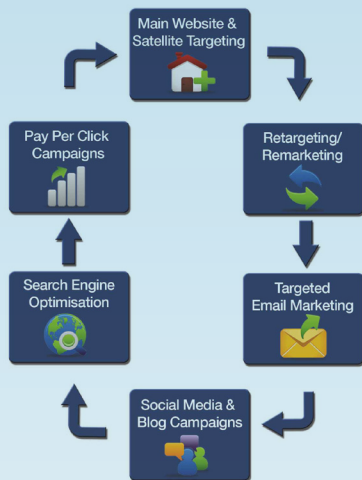 Main Website &
Satellite Targeting
Retargeting/
Remarketing
Targeted
Email Marketing
Social Media &
Blog Campaigns
Search Engine
Optimisation
Pay Per Click
Campaigns